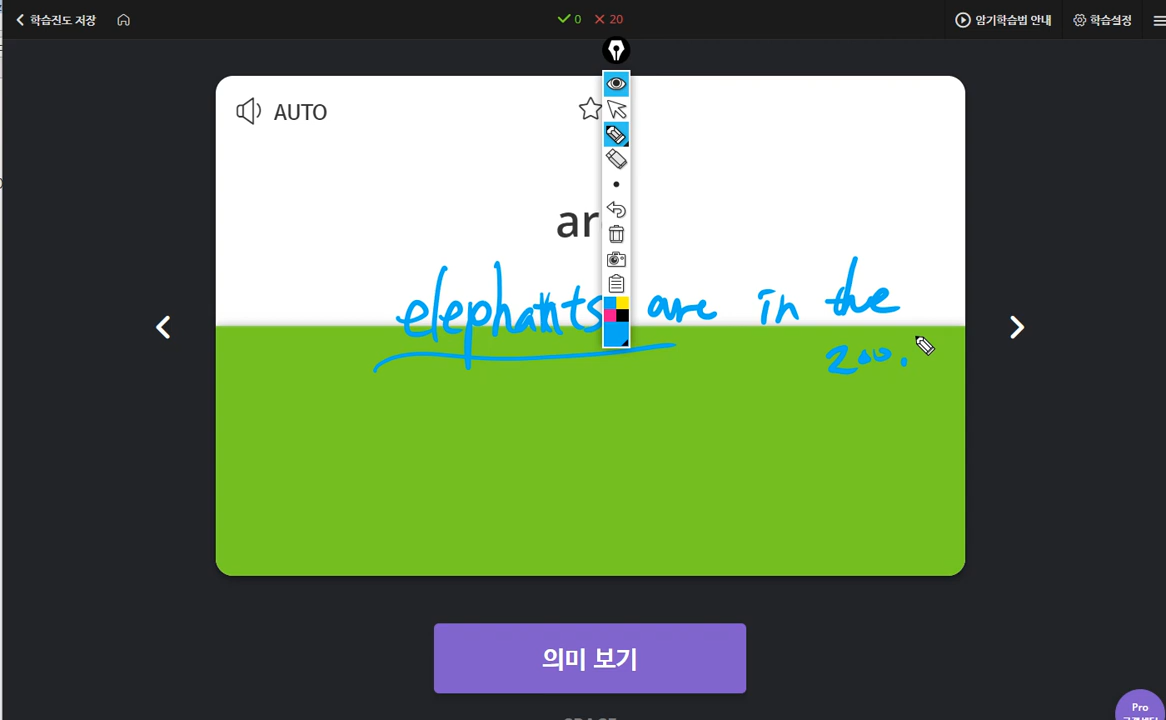 학습진도 저장
0 20
암기학습법 안내
학습설정
AUTO
elephants are in the
zoo.
의미 보기
Pro